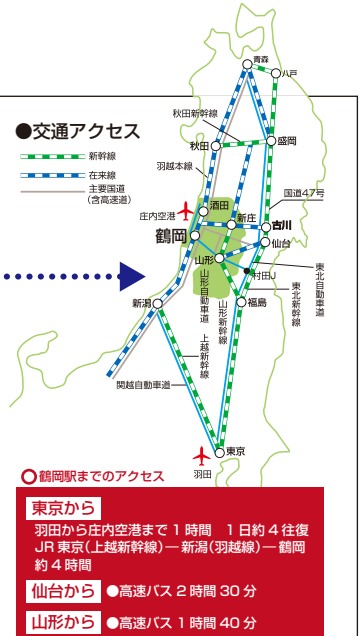 青森
八戸
●交通アクセス
秋田新幹線
新幹線
秋田
盛岡
在来線
羽越本線
主要国道
(含高速道)
国道47号
酒田
庄内空港
新庄
古川
鶴岡
仙台
山形
村田J
東北自動車道
山形自動車道
山形新幹線
東北新幹線
新潟
福島
上越新幹線
関越自動車道
東京
羽田
鶴岡駅までのアクセス
東京から
羽田から庄内空港まで1時間 1日約4往復
JR東京(上越新幹線)―新潟(羽越線)―鶴岡
約4時間
仙台から ●高速バス2時間30分
山形から ●高速バス1時間40分